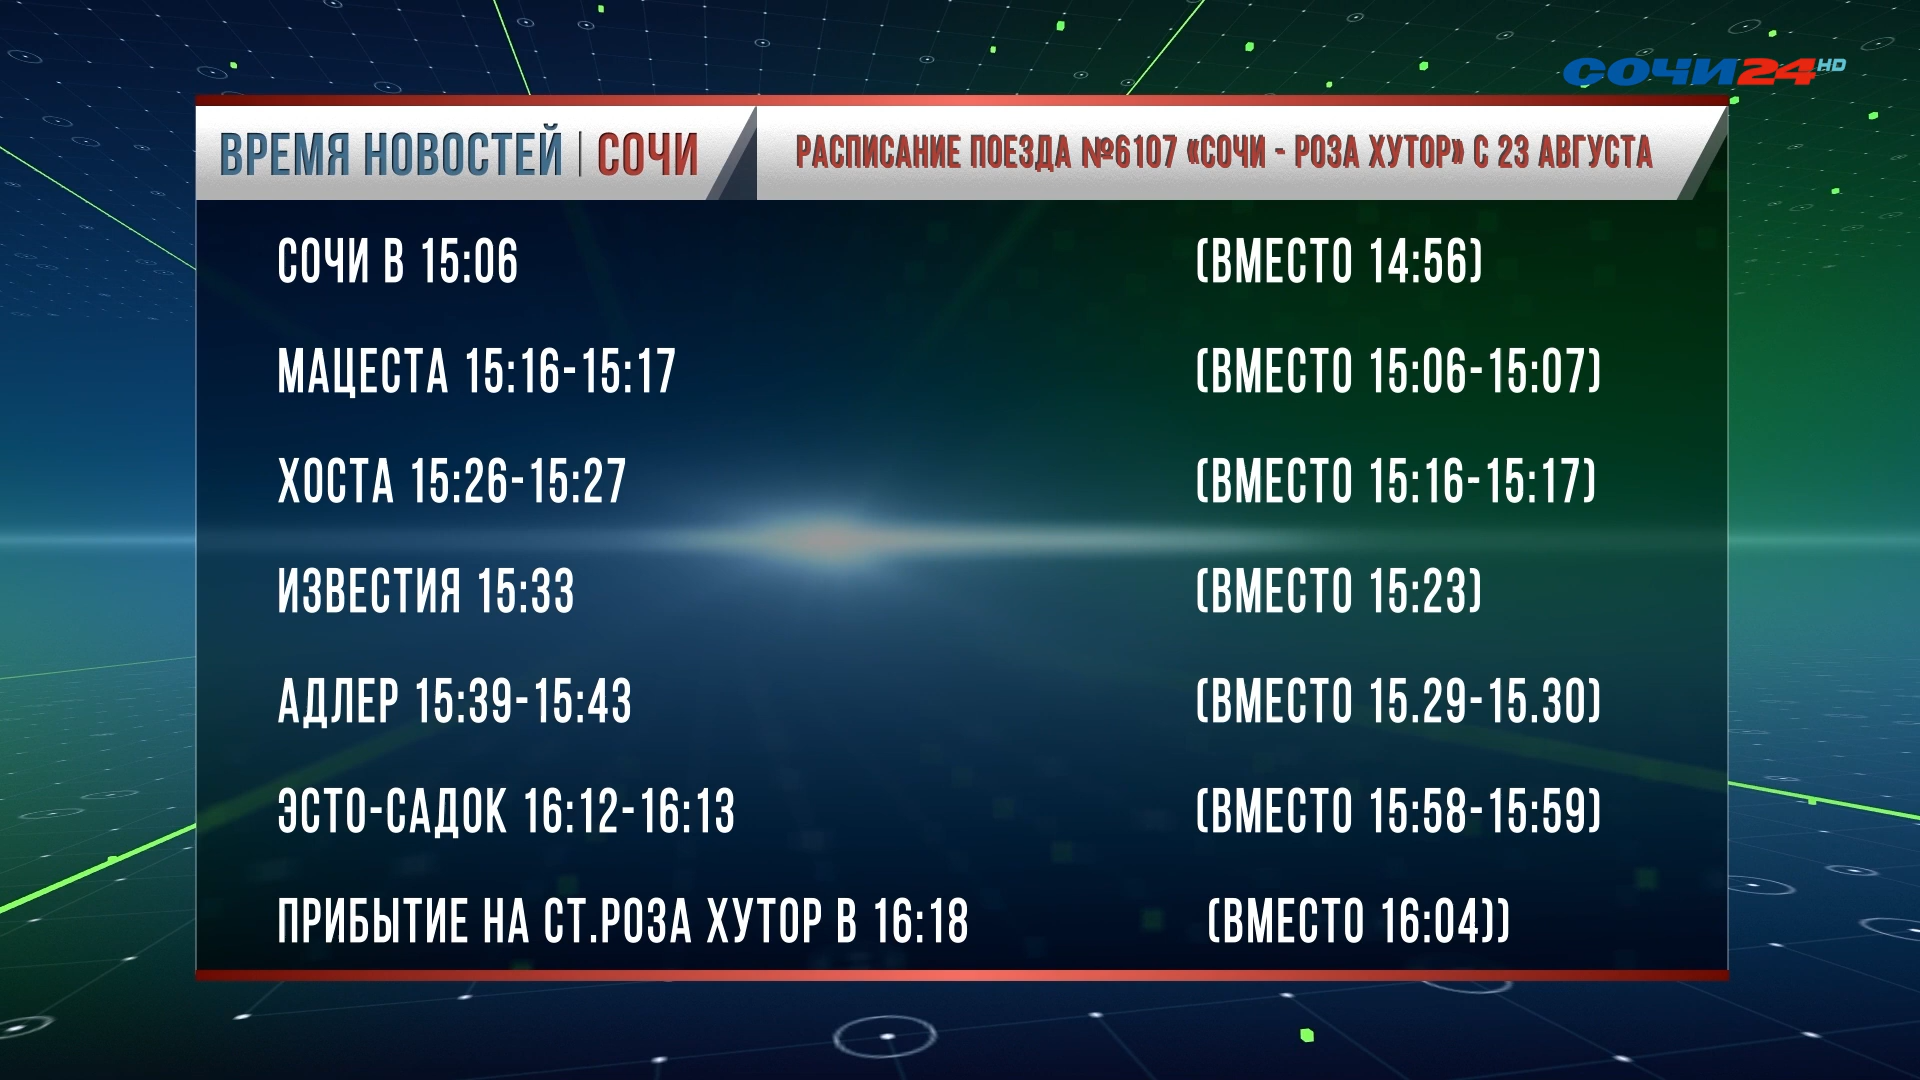 СОЧИ24HD
ВРЕМЯ НОВОСТЕЙ | СОЧИ
РАСПИСАНИЕ ПОЕЗДА №6107 «СОЧИ - РОЗА ХУТОР» С 23 АВГУСТА
СОЧИ В 15:06 (ВМЕСТО 14:56)
МАЦЕСТА 15:16-15:17 (ВМЕСТО 15:06-15:07)
ХОСТА 15:26-15:27 (ВМЕСТО 15:16-15:17)
ИЗВЕСТИЯ 15:33 (ВМЕСТО 15:23)
АДЛЕР 15:39-15:43 (ВМЕСТО 15.29-15.30)
ЭСТО-САДОК 16:12-16:13 (ВМЕСТО 15:58-15:59)
ПРИБЫТИЕ НА СТ.РОЗА ХУТОР В 16:18 (ВМЕСТО 16:04))